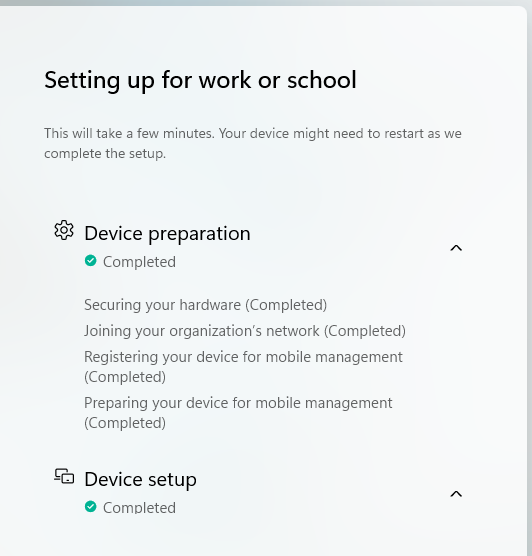 Setting up for work or school
This will take a few minutes. Your device might need to restart as we
complete the setup.
Device preparation
Completed
Securing your hardware (Completed)
Joining your organization's network (Completed)
Registering your device for mobile management
(Completed)
Preparing your device for mobile management
(Completed)
Device setup
Completed